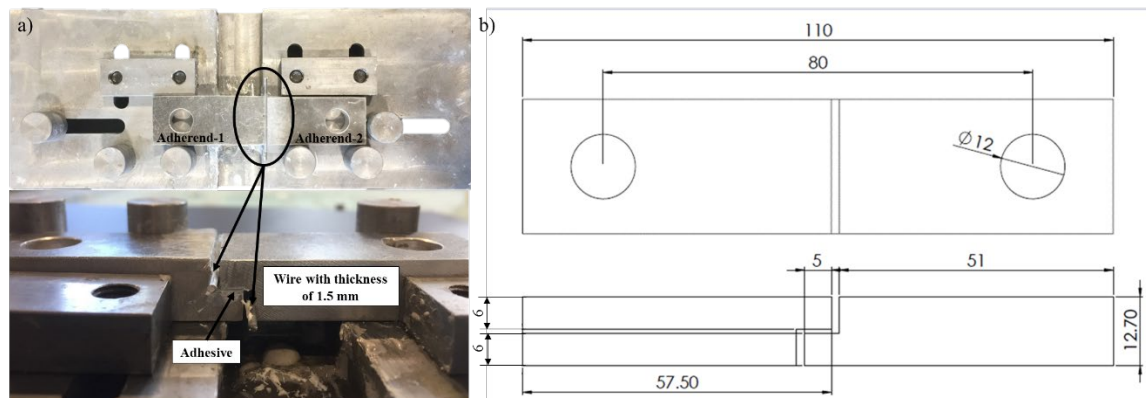 a)
Adherend-1
Adherend-2
Wire with thickness
of 1.5 mm
Adhesive
b)
110
80
Ø12
5
51
6
6
12.70
57.50